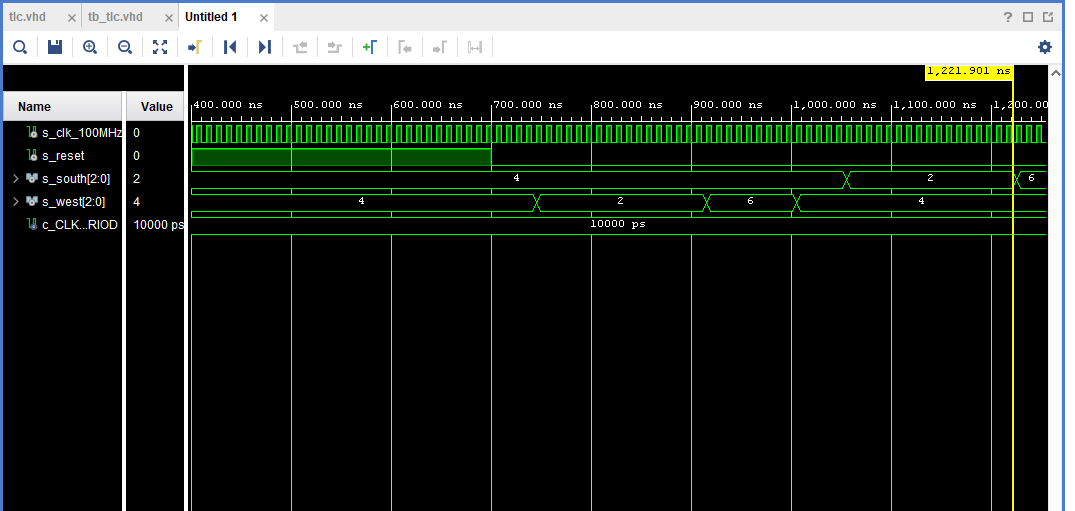 tlc.vhd × tb_tlc.vhd × Untitled 1 × ?
1,221.901 ns
Name Value 400.000 ns 500.000 ns 600.000 ns 700.000 ns 800.000 ns 900.000 ns 1,000.000 ns 1,100.000 ns 1,200.00
s_clk_100MHz 0
s_reset 0
s_south[2:0] 2 4 2 6
s_west[2:0] 4 4 2 6 4
c_CLK...RIOD 10000 ps 10000 ps